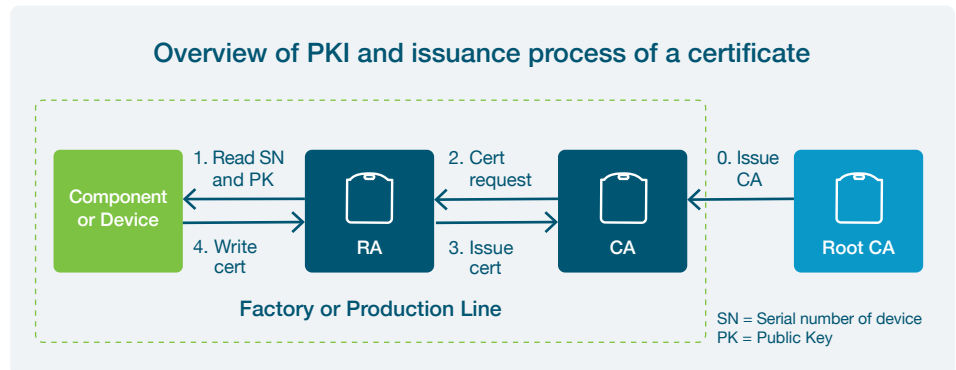 Overview of PKI and issuance process of a certificate
1. Read SN
and PK
2. Cert
request
0. Issue
CA
Component
or Device
RA
CA
Root CA
4. Write
cert
3. Issue
cert
Factory or Production Line
SN = Serial number of device
PK = Public Key